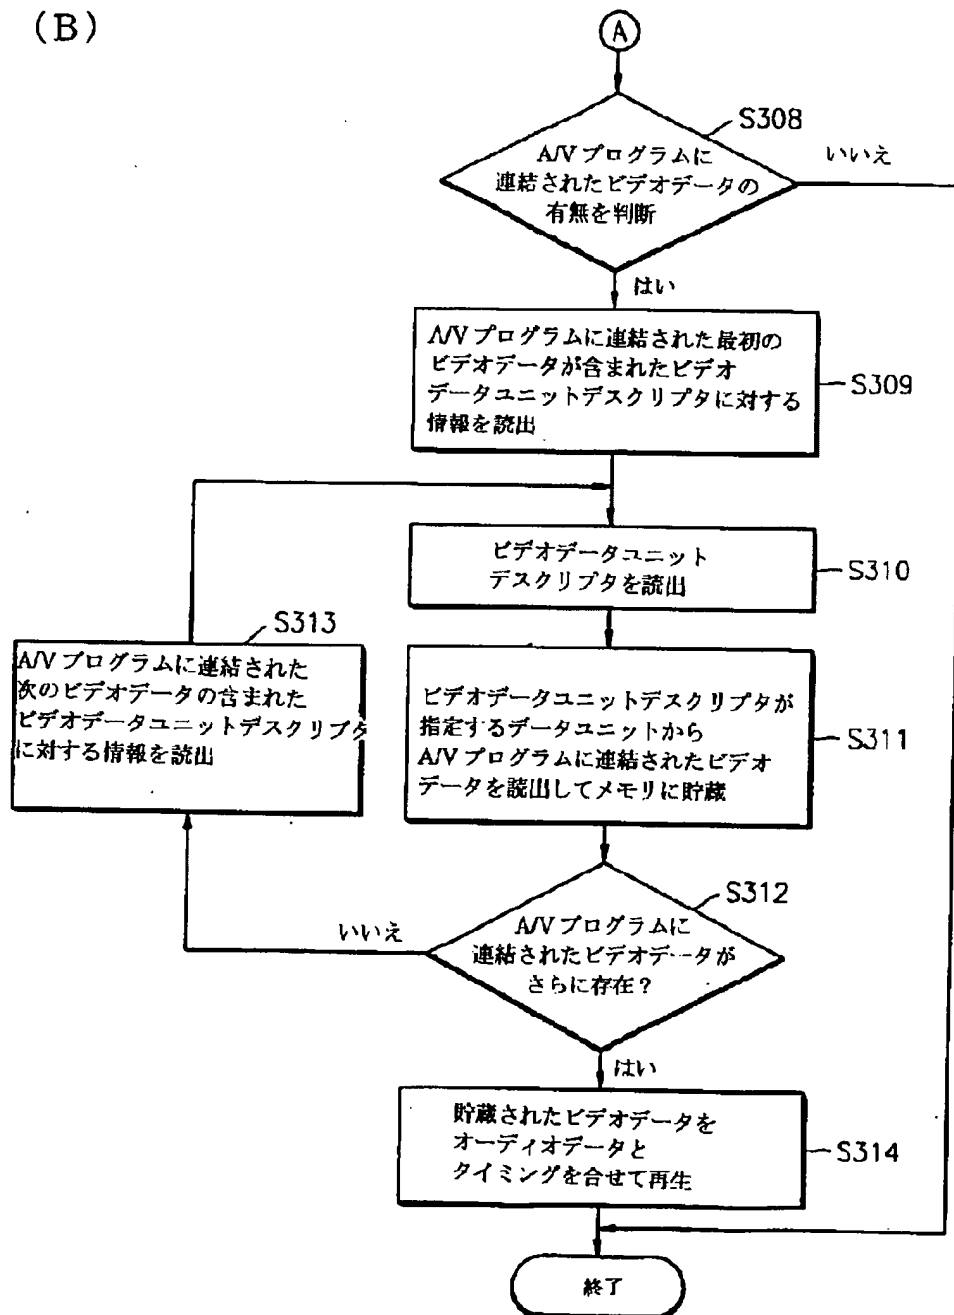 (B)
A
S308
A/Vプログラムに
連結されたビデオデータの
有無を判断
いいえ
はい
A/Vプログラムに連結された最初の
ビデオデータが含まれたビデオ
データユニットデスクリプタに対する
情報を読出
S309
ビデオデータユニット
デスクリプタを読出
S310
S313
A/Vプログラムに連結された
次のビデオデータの含まれた
ビデオデータユニットデスクリプタ
に対する情報を読出
ビデオデータユニットデスクリプタが
指定するデータユニットから
A/Vプログラムに連結されたビデオ
データを読出してメモリに貯蔵
S311
S312
A/Vプログラムに
連結されたビデオデータが
さらに存在?
いいえ
はい
貯蔵されたビデオデータを
オーディオデータと
タイミングを合せて再生
S314
終了